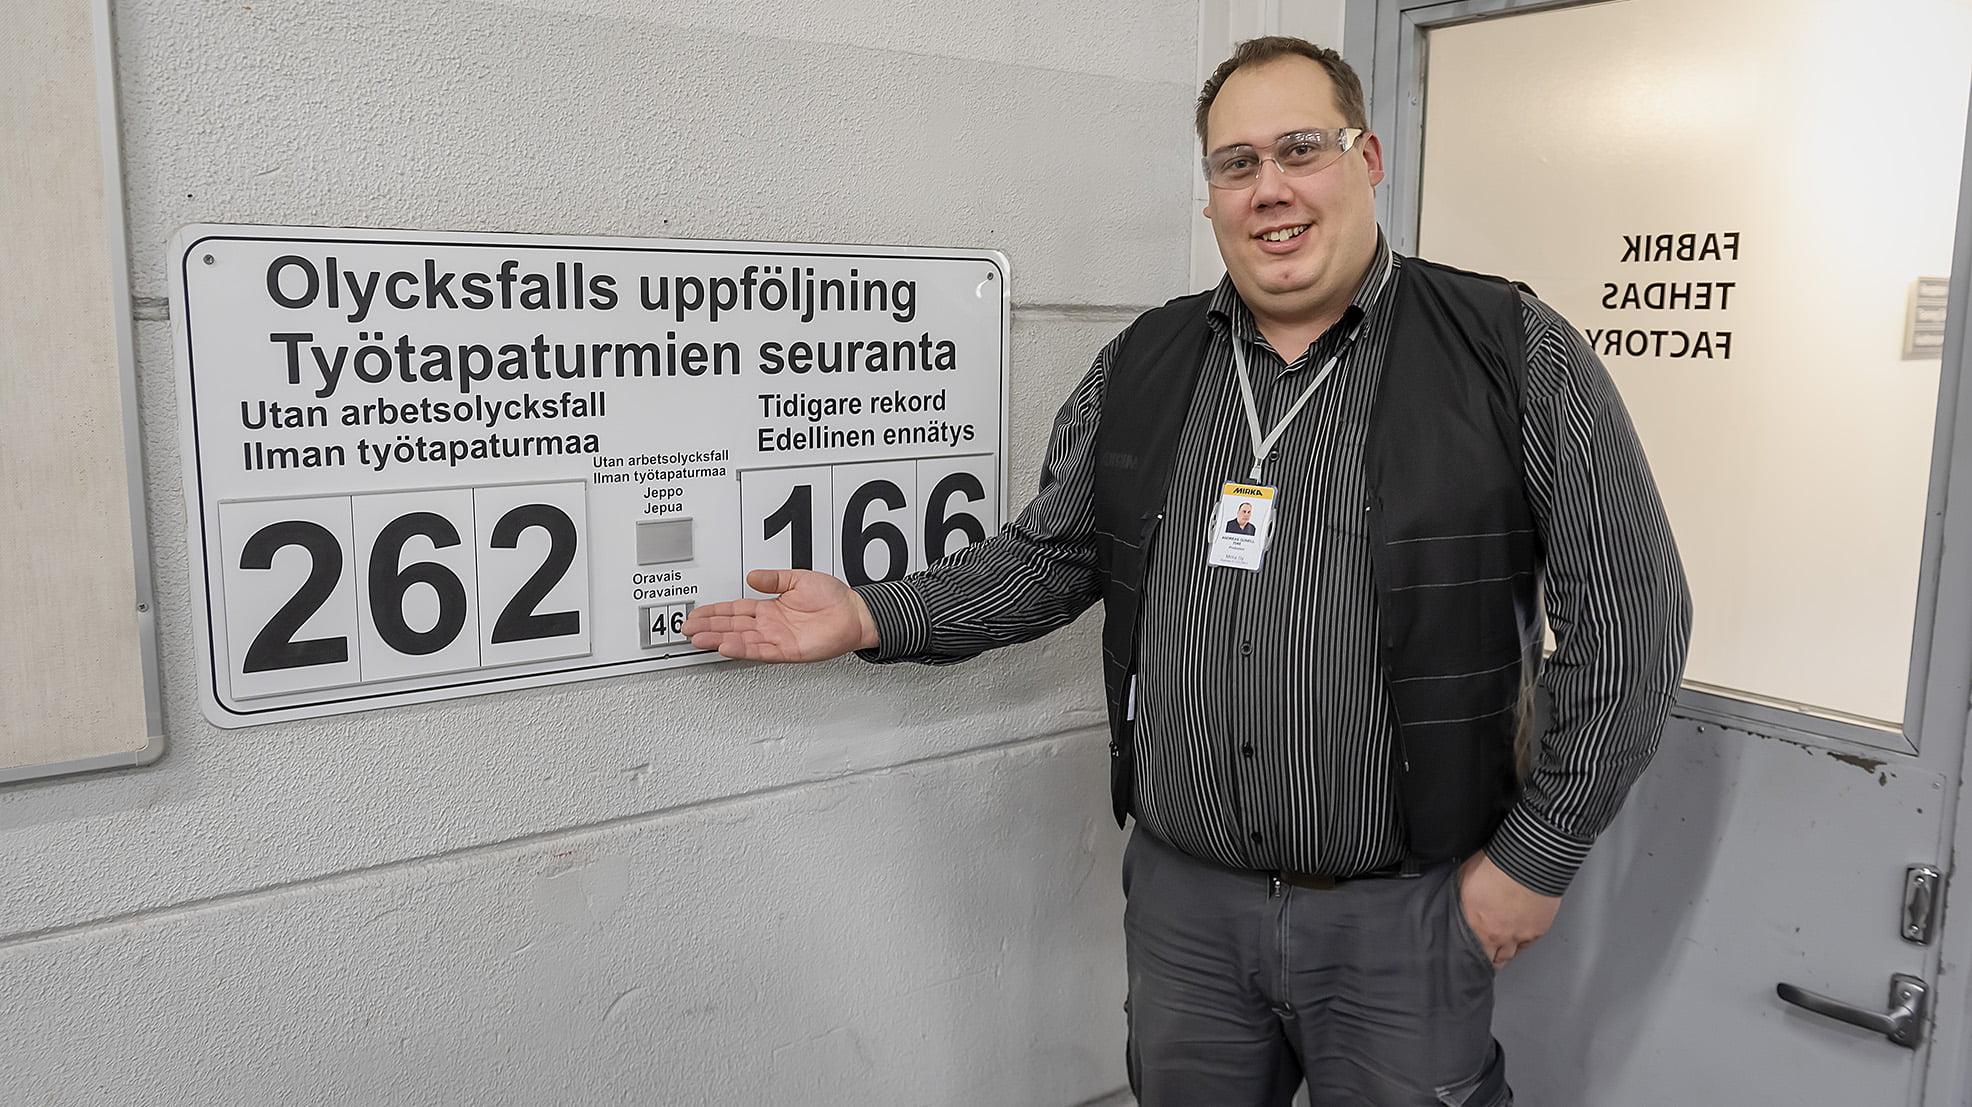 Olycksfalls uppföljning
Työtapaturmien seuranta
Utan arbetsolycksfall
Ilman työtapaturmaa
262
Utan arbetsolycksfall
Ilman työtapaturmaa
Jeppo
Jepua
Oravais
Oravainen
46
Tidigare rekord
Edellinen ennätys
166
MIRKA
FABRIK
TEHDAS
FACTORY